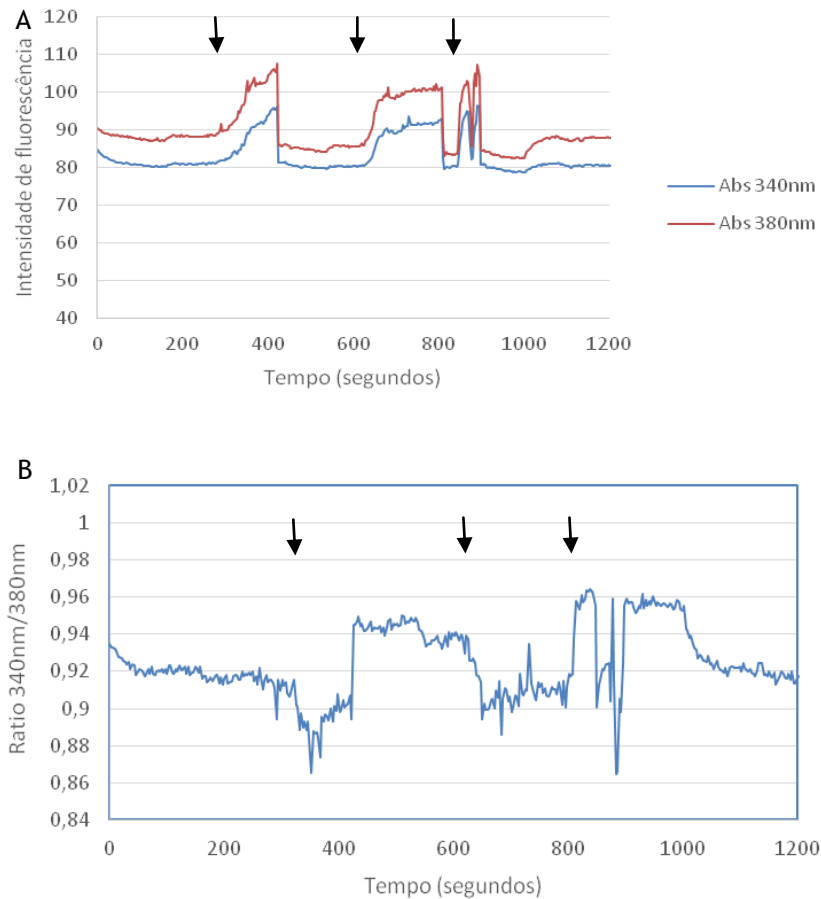 A
120
110
100
90
80
70
60
50
40
Intensidade de fluorescência
0 200 400 600 800 1000 1200
Tempo (segundos)
Abs 340nm
Abs 380nm
B
1,02
1
0,98
0,96
0,94
0,92
0,9
0,88
0,86
0,84
Ratio 340nm/380nm
0 200 400 600 800 1000 1200
Tempo (segundos)